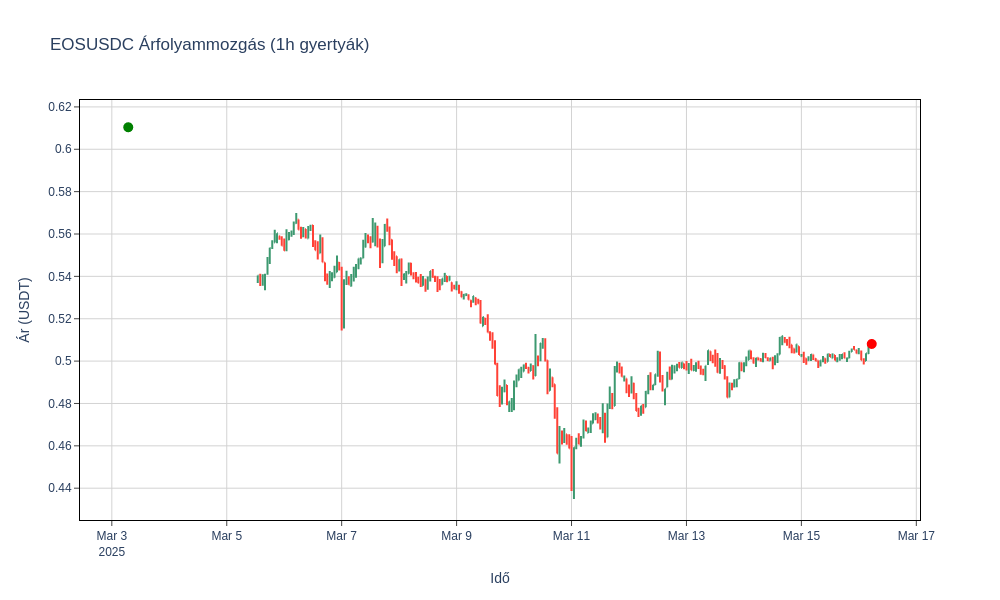 EOSUSDC Árfolyammozgás (1h gyertyák)
0.62
0.6
0.58
0.56
0.54
0.52
0.5
0.48
0.46
0.44
Ár (USDT)
Mar 3 Mar 5 Mar 7 Mar 9 Mar 11 Mar 13 Mar 15 Mar 17
2025
Idő